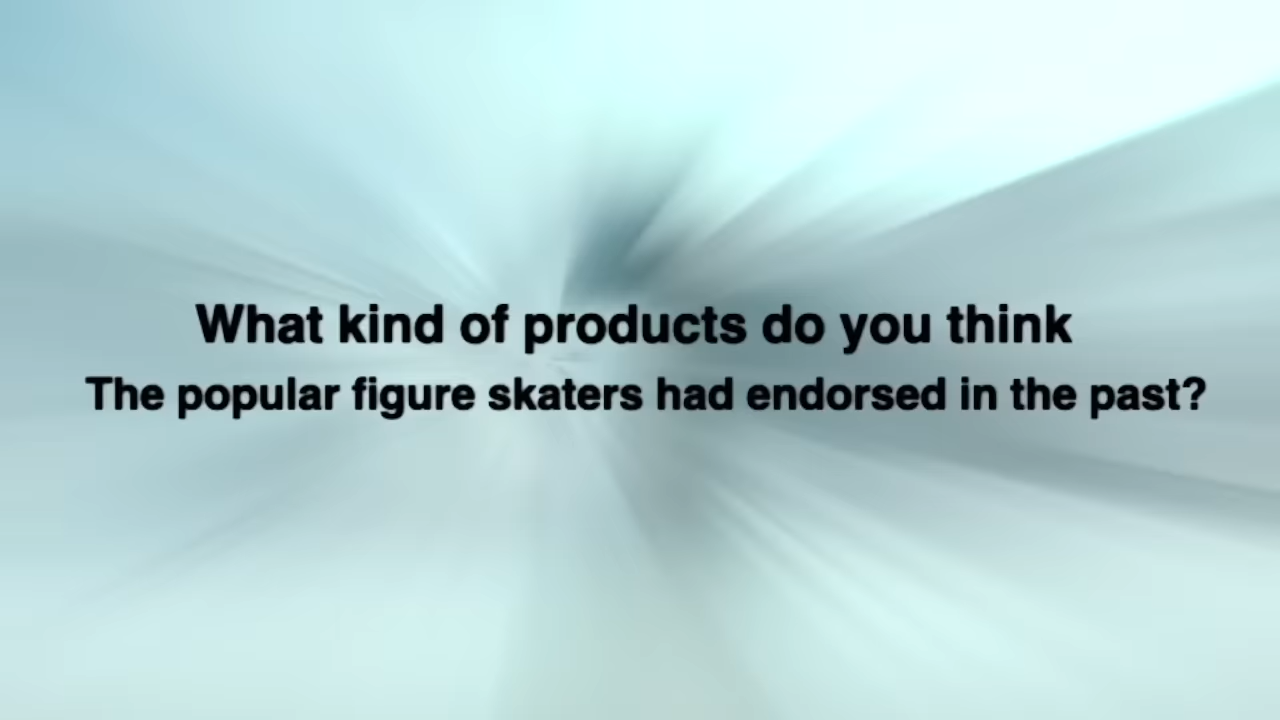 What kind of products do you think
The popular figure skaters had endorsed in the past?